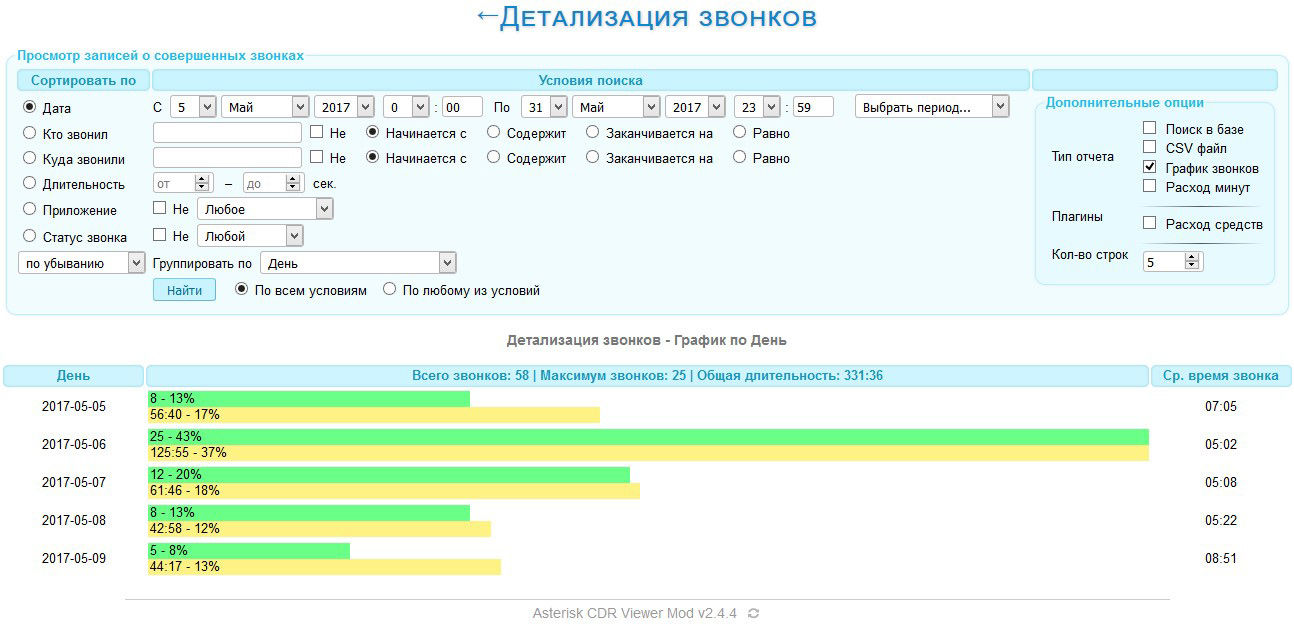 ←Детализация звонков
Просмотр записей о совершенных звонках
Сортировать по Условия поиска
Дата С 5 Май 2017 0 : 00 По 31 Май 2017 23 : 59 Выбрать период... Дополнительные опции
Кто звонил Не Начинается с Содержит Заканчивается на Равно Поиск в базе
Куда звонили Не Начинается с Содержит Заканчивается на Равно Тип отчета CSV файл
График звонков
Длительность от – до сек. Расход минут
Приложение Не Любое Плагины Расход средств
Статус звонка Не Любой
по убыванию Группировать по День Кол-во строк 5
Найти По всем условиям По любому из условий
Детализация звонков - График по День
День Всего звонков: 58 | Максимум звонков: 25 | Общая длительность: 331:36 Ср. время звонка
2017-05-05 8 - 13% 07:05
56:40 - 17%
2017-05-06 25 - 43% 05:02
125:55 - 37%
2017-05-07 12 - 20% 05:08
61:46 - 18%
2017-05-08 8 - 13% 05:22
42:58 - 12%
2017-05-09 5 - 8% 08:51
44:17 - 13%
Asterisk CDR Viewer Mod v2.4.4